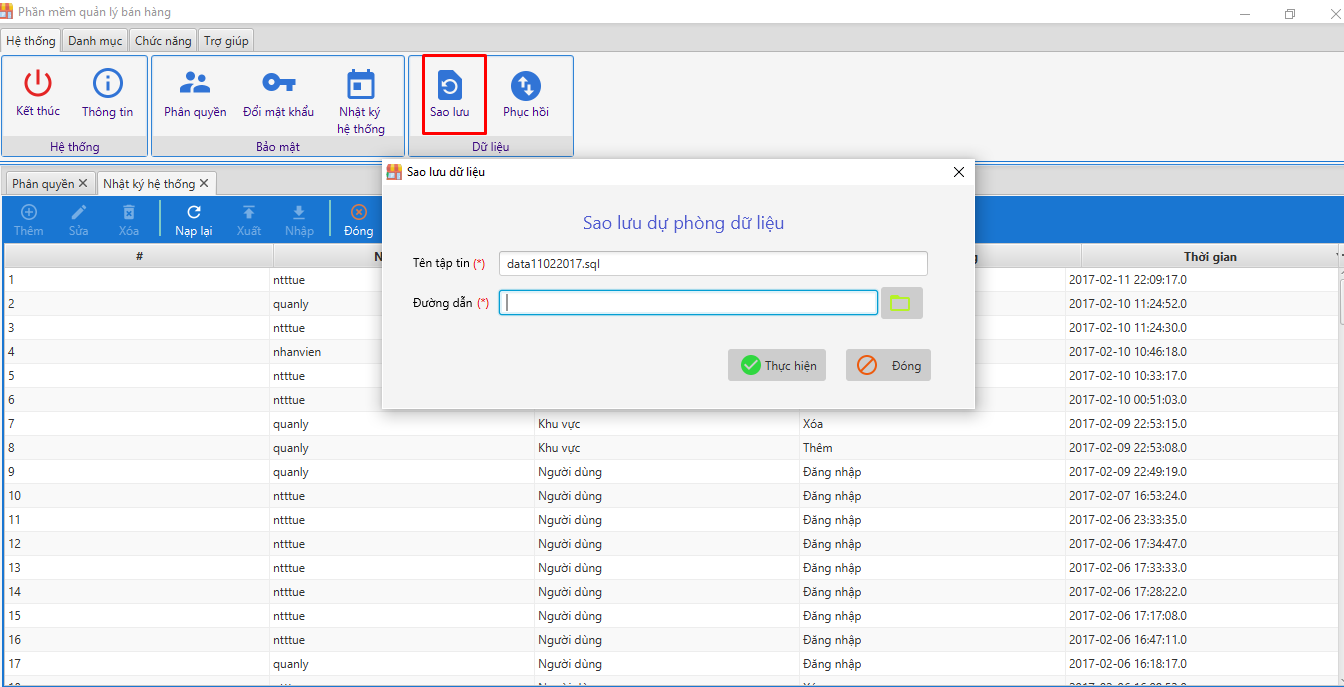 Phần mềm quản lý bán hàng
Hệ thống Danh mục Chức năng Trợ giúp
Kết thúc Thông tin Phân quyền Đổi mật khẩu Nhật ký hệ thống Sao lưu Phục hồi
Hệ thống Bảo mật Dữ liệu
Phân quyền Nhật ký hệ thống
Thêm Sửa Xóa Nạp lại Xuất Nhập Đóng
Sao lưu dữ liệu
Sao lưu dự phòng dữ liệu
Tên tập tin (*) data11022017.sql
Đường dẫn (*)
Thực hiện Đóng
# Thời gian
1 ntttue 2017-02-11 22:09:17.0
2 quanly 2017-02-10 11:24:52.0
3 ntttue 2017-02-10 11:24:30.0
4 nhanvien 2017-02-10 10:46:18.0
5 ntttue 2017-02-10 10:33:17.0
6 ntttue 2017-02-10 00:51:03.0
7 quanly Khu vực Xóa 2017-02-09 22:53:15.0
8 quanly Khu vực Thêm 2017-02-09 22:53:08.0
9 quanly Người dùng Đăng nhập 2017-02-09 22:49:19.0
10 ntttue Người dùng Đăng nhập 2017-02-07 16:53:24.0
11 ntttue Người dùng Đăng nhập 2017-02-06 23:33:35.0
12 ntttue Người dùng Đăng nhập 2017-02-06 17:34:47.0
13 ntttue Người dùng Đăng nhập 2017-02-06 17:33:33.0
14 ntttue Người dùng Đăng nhập 2017-02-06 17:28:22.0
15 ntttue Người dùng Đăng nhập 2017-02-06 17:17:08.0
16 ntttue Người dùng Đăng nhập 2017-02-06 16:47:11.0
17 quanly Người dùng Đăng nhập 2017-02-06 16:18:17.0